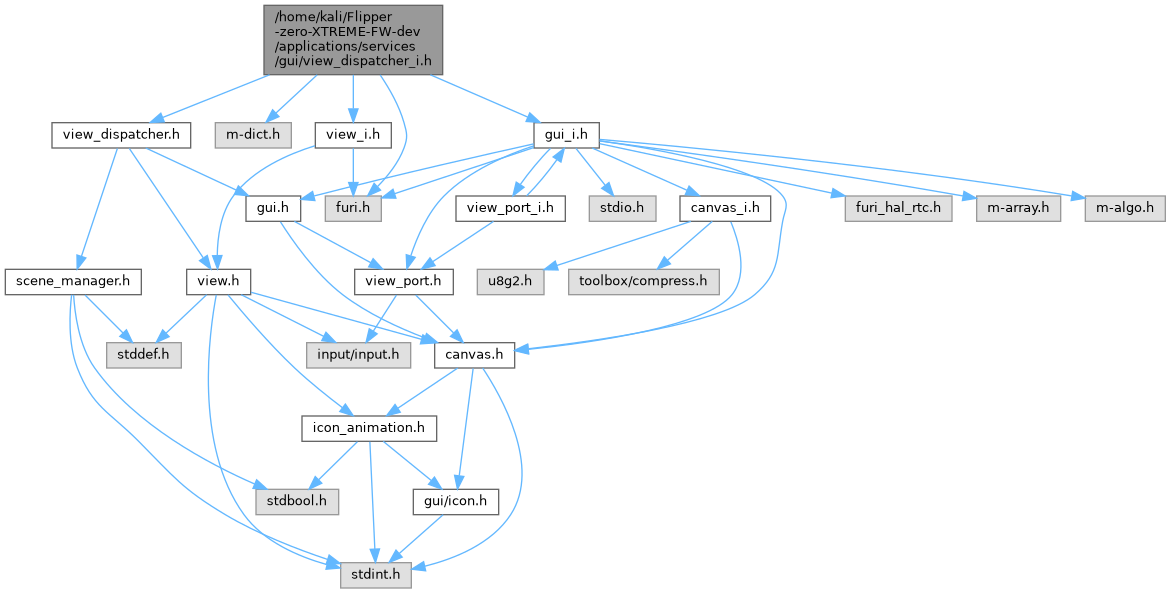 /home/kali/Flipper
-zero-XTREME-FW-dev
/applications/services
/gui/view_dispatcher_i.h
view_dispatcher.h
m-dict.h
view_i.h
gui_i.h
gui.h
furi.h
view_port_i.h
stdio.h
canvas_i.h
furi_hal_rtc.h
m-array.h
m-algo.h
scene_manager.h
view.h
view_port.h
u8g2.h
toolbox/compress.h
stddef.h
input/input.h
canvas.h
icon_animation.h
stdbool.h
gui/icon.h
stdint.h